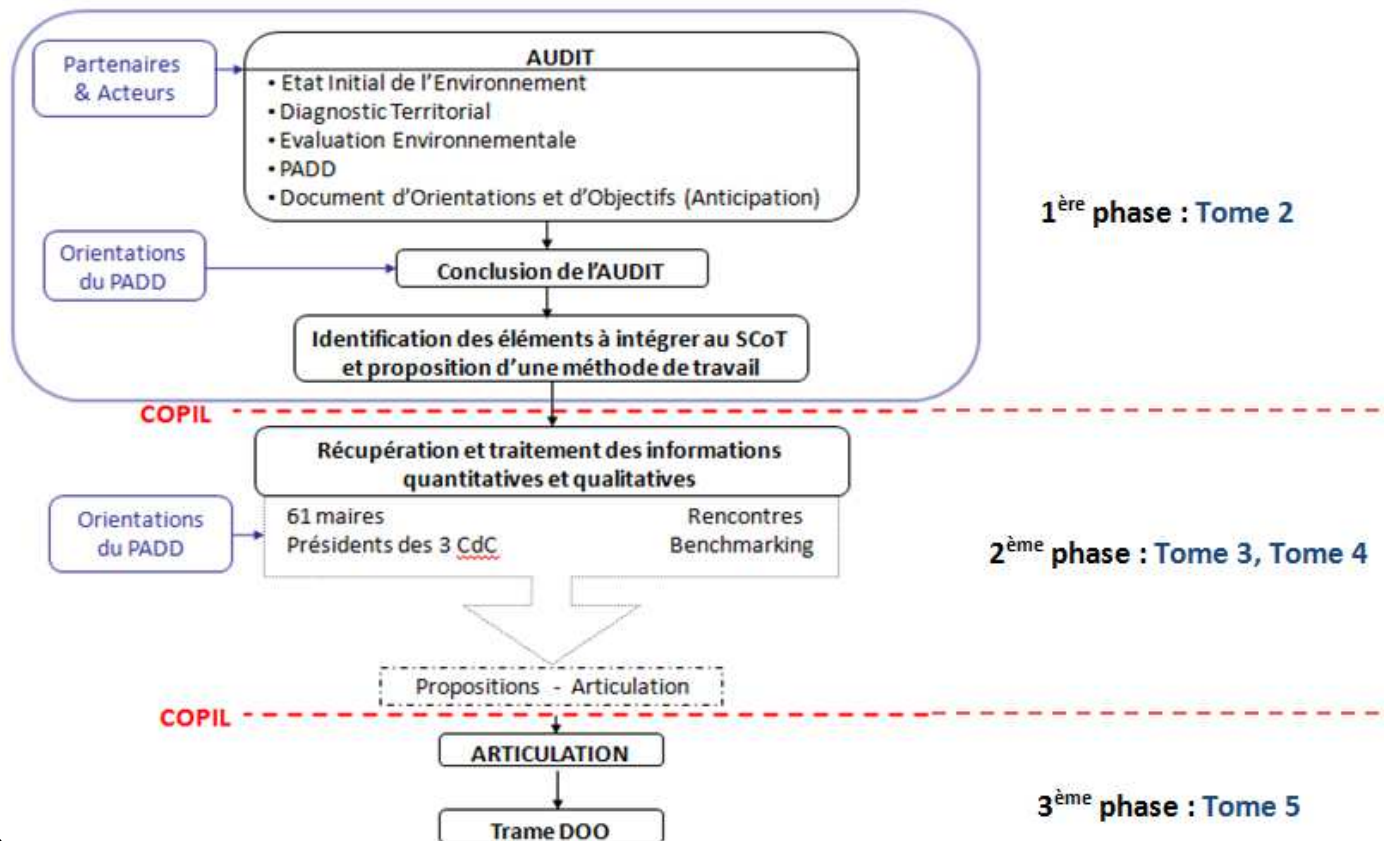 Partenaires
& Acteurs
AUDIT
• Etat Initial de l’Environnement
• Diagnostic Territorial
• Evaluation Environnementale
• PADD
• Document d’Orientations et d’Objectifs (Anticipation)
1ère phase : Tome 2
Orientations
du PADD
Conclusion de l’AUDIT
Identification des éléments à intégrer au SCoT
et proposition d’une méthode de travail
COPIL
Récupération et traitement des informations
quantitatives et qualitatives
Orientations
du PADD
61 maires
Présidents des 3 CdC
Rencontres
Benchmarking
2ème phase : Tome 3, Tome 4
Propositions - Articulation
COPIL
ARTICULATION
3ème phase : Tome 5
Trame DOO